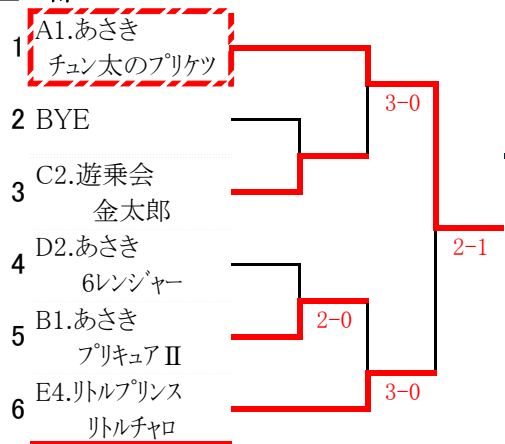 1 A1.あさき
チュン太のプリケツ
3-0
2 BYE
3 C2.遊乗会
金太郎
2-1
4 D2.あさき
6レンジャー
5 B1.あさき
プリキュアⅡ
2-0
6 E4.リトルプリンス
リトルチャロ
3-0